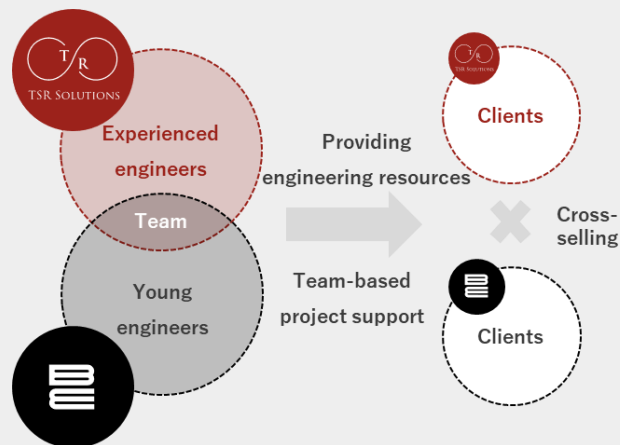 T
R
TSR SOLUTIONS
Experienced
engineers
Team
Young
engineers
Providing
engineering resources
Team-based
project support
T
R
TSR SOLUTIONS
Clients
Cross-
selling
Clients